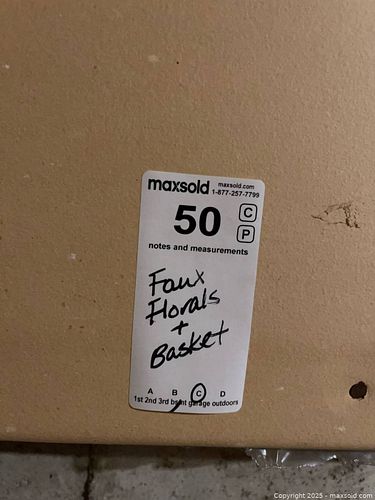 maxsold maxsold.com
1-877-257-7799
50 C
P
notes and measurements
Faux
Florals
+
Basket
A B C D
1st 2nd 3rd bsmt garage outdoors
Copyright 2025 - maxsold.com